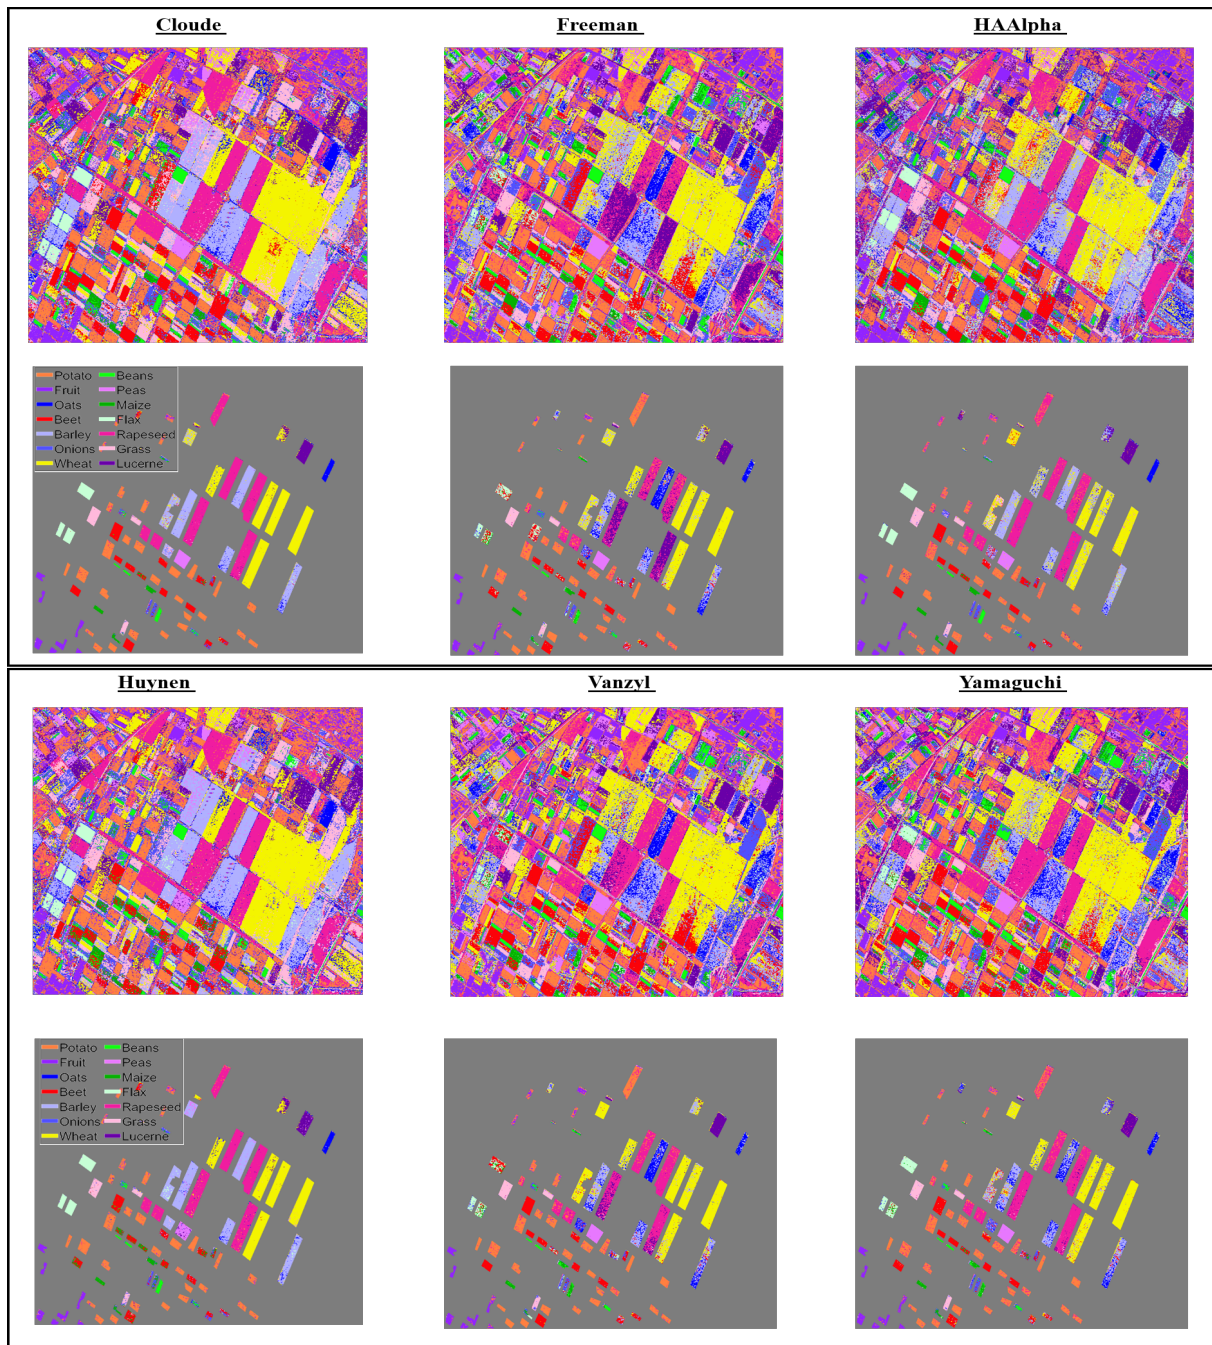 Cloude
Freeman
HAAlpha
Potato Beans
Fruit Peas
Oats Maize
Beet Flax
Barley Rapeseed
Onions Grass
Wheat Lucerne
Huynen
Vanzyl
Yamaguchi
Potato Beans
Fruit Peas
Oats Maize
Beet Flax
Barley Rapeseed
Onions Grass
Wheat Lucerne